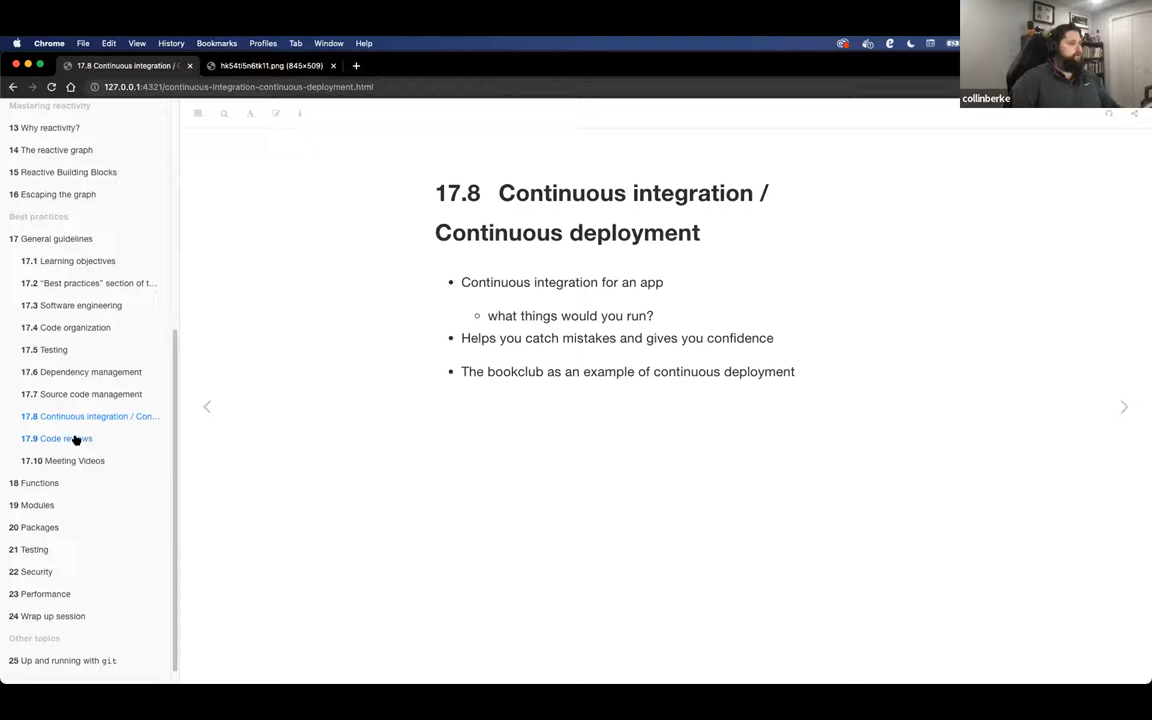 Chrome File Edit View History Bookmarks Profiles Tab Window Help
17.8 Continuous integration / C
hk54ti5n6tk11.png (845×509)
127.0.0.1:4321/continuous-integration-continuous-deployment.html
collinberke
Mastering reactivity
13 Why reactivity?
14 The reactive graph
15 Reactive Building Blocks
16 Escaping the graph
Best practices
17 General guidelines
17.1 Learning objectives
17.2 "Best practices" section of t...
17.3 Software engineering
17.4 Code organization
17.5 Testing
17.6 Dependency management
17.7 Source code management
17.8 Continuous integration / Con...
17.9 Code reviews
17.10 Meeting Videos
18 Functions
19 Modules
20 Packages
21 Testing
22 Security
23 Performance
24 Wrap up session
Other topics
25 Up and running with git
17.8 Continuous integration /
Continuous deployment
• Continuous integration for an app
◦ what things would you run?
• Helps you catch mistakes and gives you confidence
• The bookclub as an example of continuous deployment